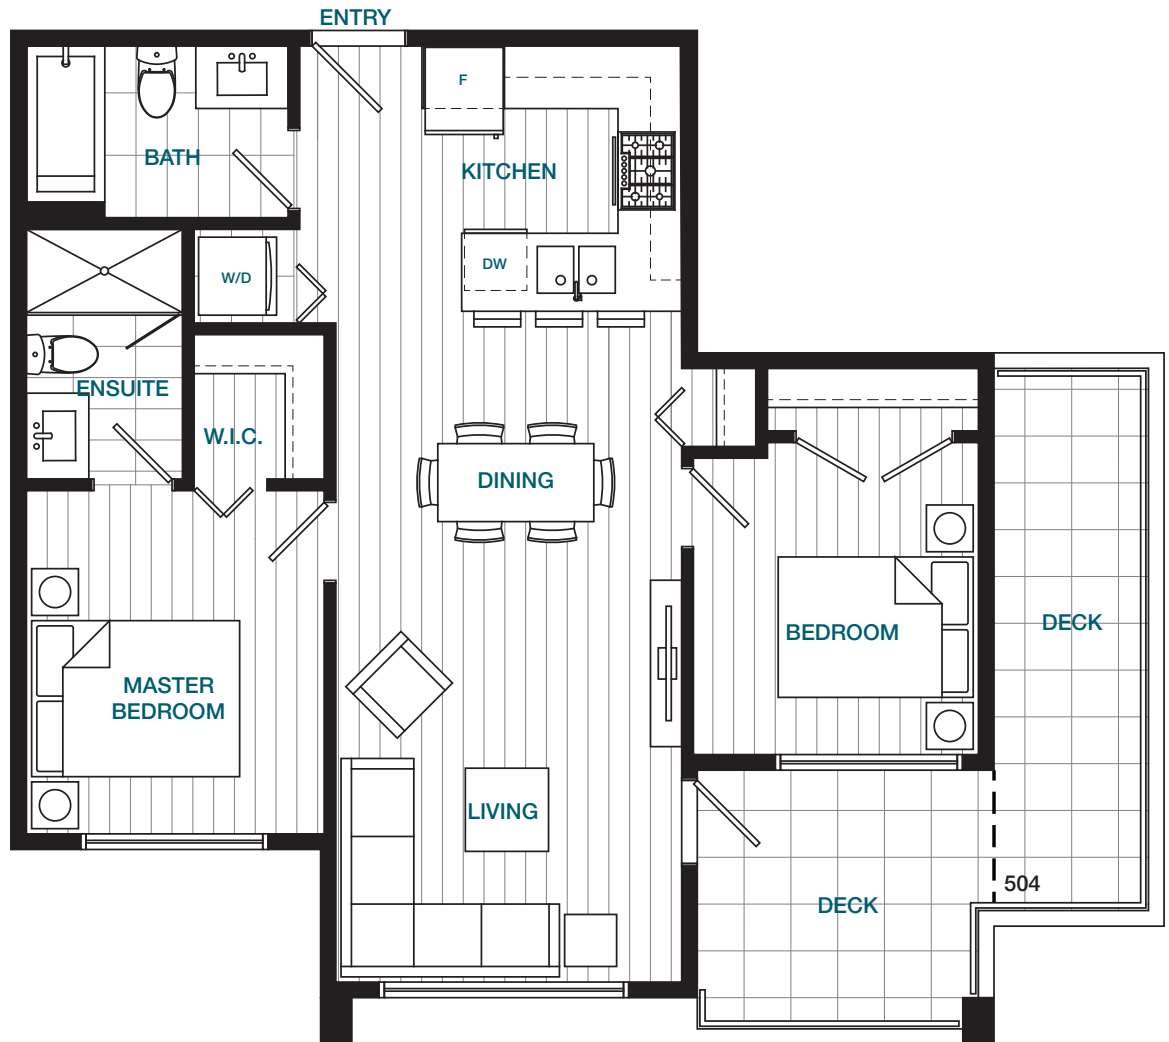 ENTRY
F
BATH
KITCHEN
DW
W/D
ENSUITE
W.I.C.
DINING
BEDROOM
DECK
MASTER
BEDROOM
LIVING
504
DECK